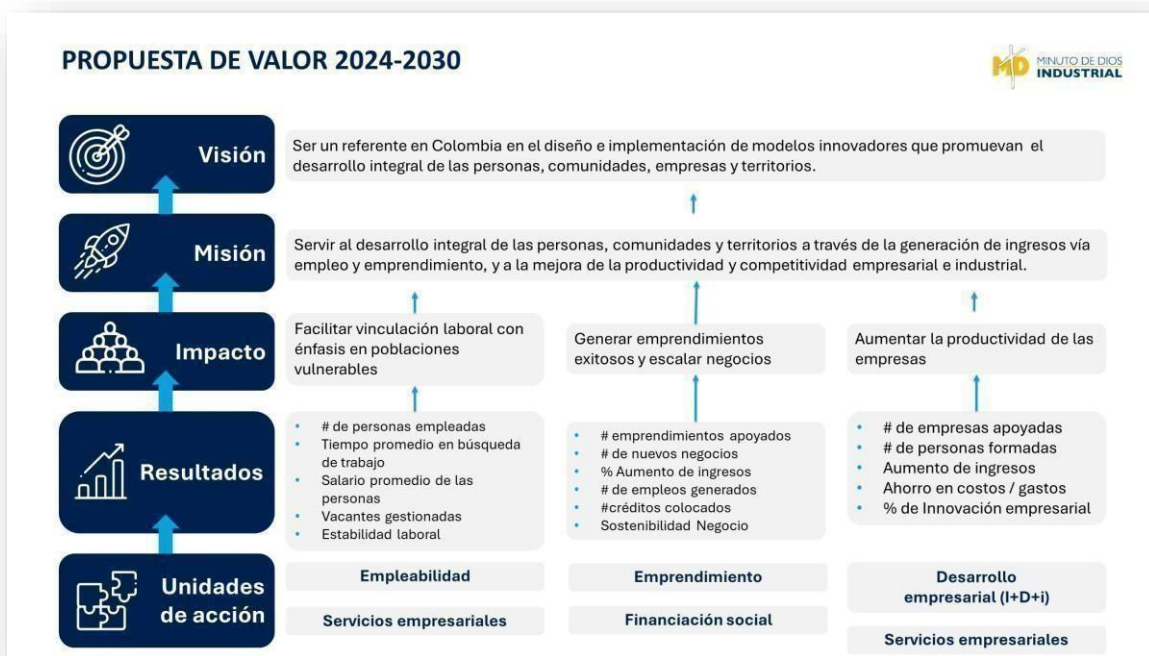 PROPUESTA DE VALOR 2024-2030
MD MINUTO DE DIOS
INDUSTRIAL
Visión
Ser un referente en Colombia en el diseño e implementación de modelos innovadores que promuevan el
desarrollo integral de las personas, comunidades, empresas y territorios.
Misión
Servir al desarrollo integral de las personas, comunidades y territorios a través de la generación de ingresos vía
empleo y emprendimiento, y a la mejora de la productividad y competitividad empresarial e industrial.
Impacto
Facilitar vinculación laboral con
énfasis en poblaciones
vulnerables
Generar emprendimientos
exitosos y escalar negocios
Aumentar la productividad de las
empresas
Resultados
• # de personas empleadas
• Tiempo promedio en búsqueda
de trabajo
• Salario promedio de las
personas
• Vacantes gestionadas
• Estabilidad laboral
• # emprendimientos apoyados
• # de nuevos negocios
• % Aumento de ingresos
• # de empleos generados
• #créditos colocados
• Sostenibilidad Negocio
• # de empresas apoyadas
• # de personas formadas
• Aumento de ingresos
• Ahorro en costos / gastos
• % de Innovación empresarial
Unidades
de acción
Empleabilidad
Servicios empresariales
Emprendimiento
Financiación social
Desarrollo
empresarial (I+D+i)
Servicios empresariales